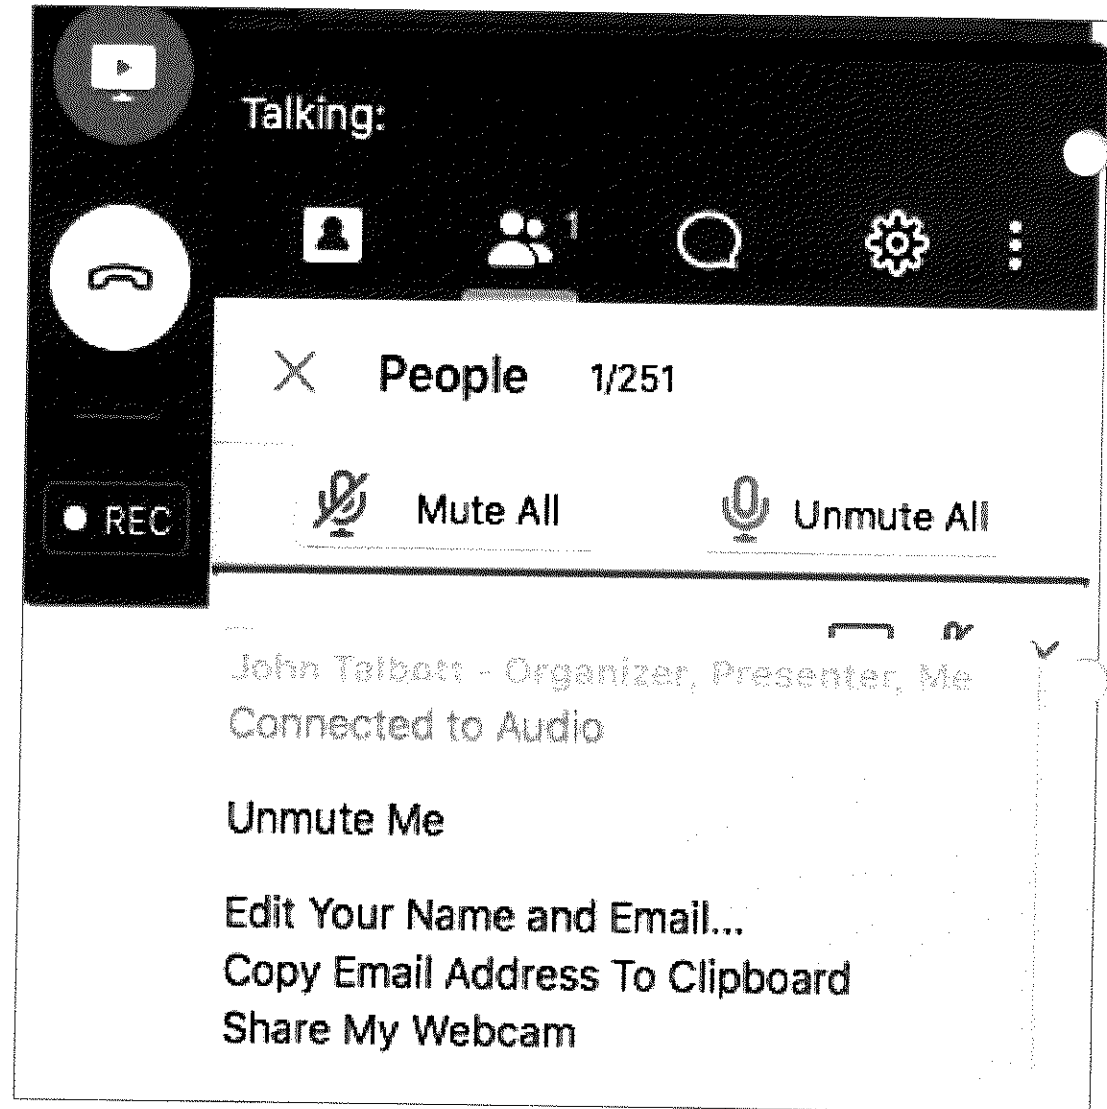 Talking:
1
People 1/251
Mute All Unmute All
REC
John Talbott - Organizer, Presenter, Me
Connected to Audio
Unmute Me
Edit Your Name and Email...
Copy Email Address To Clipboard
Share My Webcam